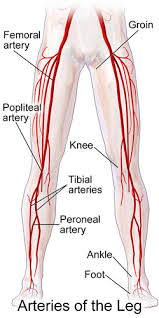 Groin
Femoral
artery
Popliteal
artery
Knee
Tibial
arteries
Peroneal
artery
Ankle
Foot
Arteries of the Leg